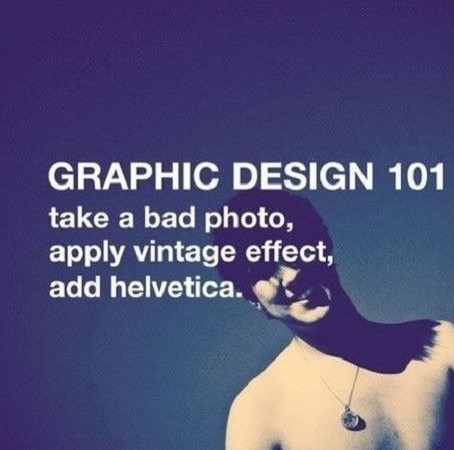 GRAPHIC DESIGN 101
take a bad photo,
apply vintage effect,
add helvetica.